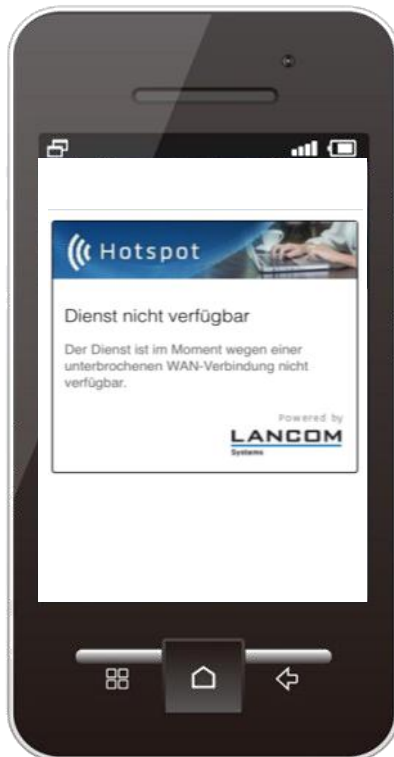 Hotspot
Dienst nicht verfügbar
Der Dienst ist im Moment wegen einer
unterbrochenen WAN-Verbindung nicht
verfügbar.
Powered by
LANCOM
Systems